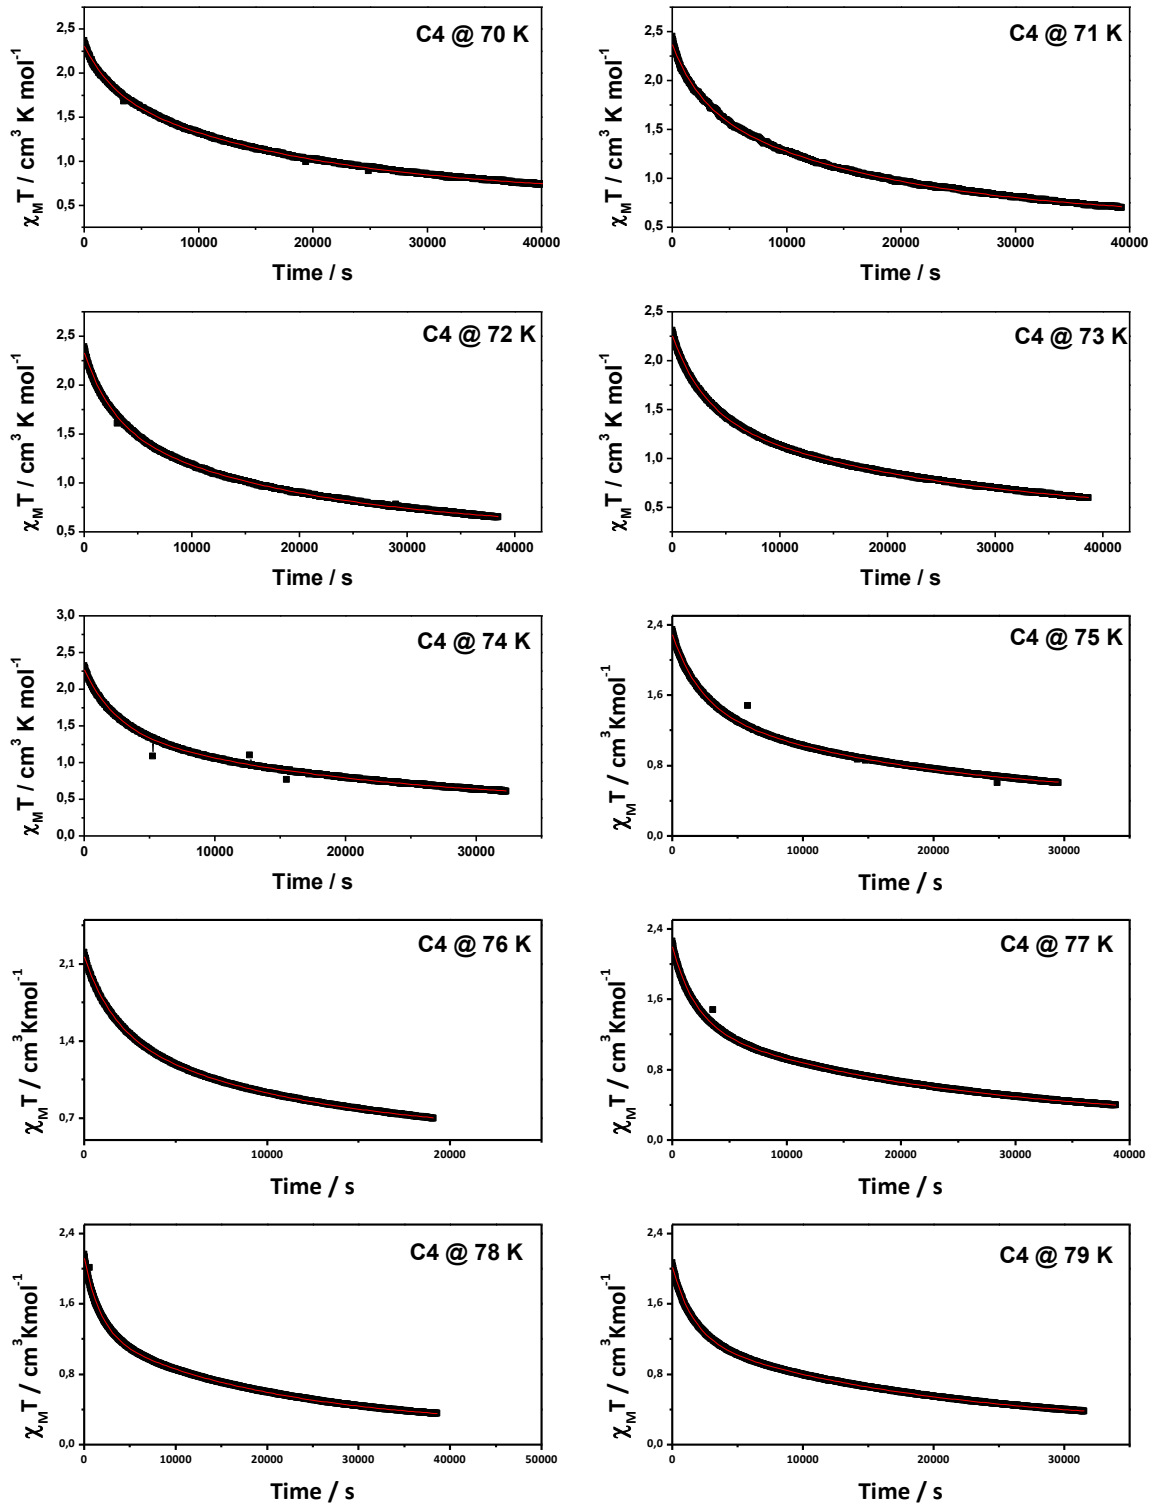 C4 @ 70 K
χMT / cm³ K mol⁻¹
2,5
2,0
1,5
1,0
0,5
0 10000 20000 30000 40000
Time / s
C4 @ 71 K
χMT / cm³ K mol⁻¹
2,5
2,0
1,5
1,0
0,5
0 10000 20000 30000 40000
Time / s
C4 @ 72 K
χMT / cm³ K mol⁻¹
2,5
2,0
1,5
1,0
0,5
0 10000 20000 30000 40000
Time / s
C4 @ 73 K
χMT / cm³ K mol⁻¹
2,5
2,0
1,5
1,0
0,5
0 10000 20000 30000 40000
Time / s
C4 @ 74 K
χMT / cm³ K mol⁻¹
3,0
2,5
2,0
1,5
1,0
0,5
0,0
0 10000 20000 30000
Time / s
C4 @ 75 K
χMT / cm³Kmol⁻¹
2,4
1,6
0,8
0,0
0 10000 20000 30000
Time / s
C4 @ 76 K
χMT / cm³Kmol⁻¹
2,1
1,4
0,7
0 10000 20000
Time / s
C4 @ 77 K
χMT / cm³Kmol⁻¹
2,4
1,6
0,8
0,0
0 10000 20000 30000 40000
Time / s
C4 @ 78 K
χMT / cm³Kmol⁻¹
2,4
1,6
0,8
0,0
0 10000 20000 30000 40000 50000
Time / s
C4 @ 79 K
χMT / cm³Kmol⁻¹
2,4
1,6
0,8
0,0
0 10000 20000 30000
Time / s